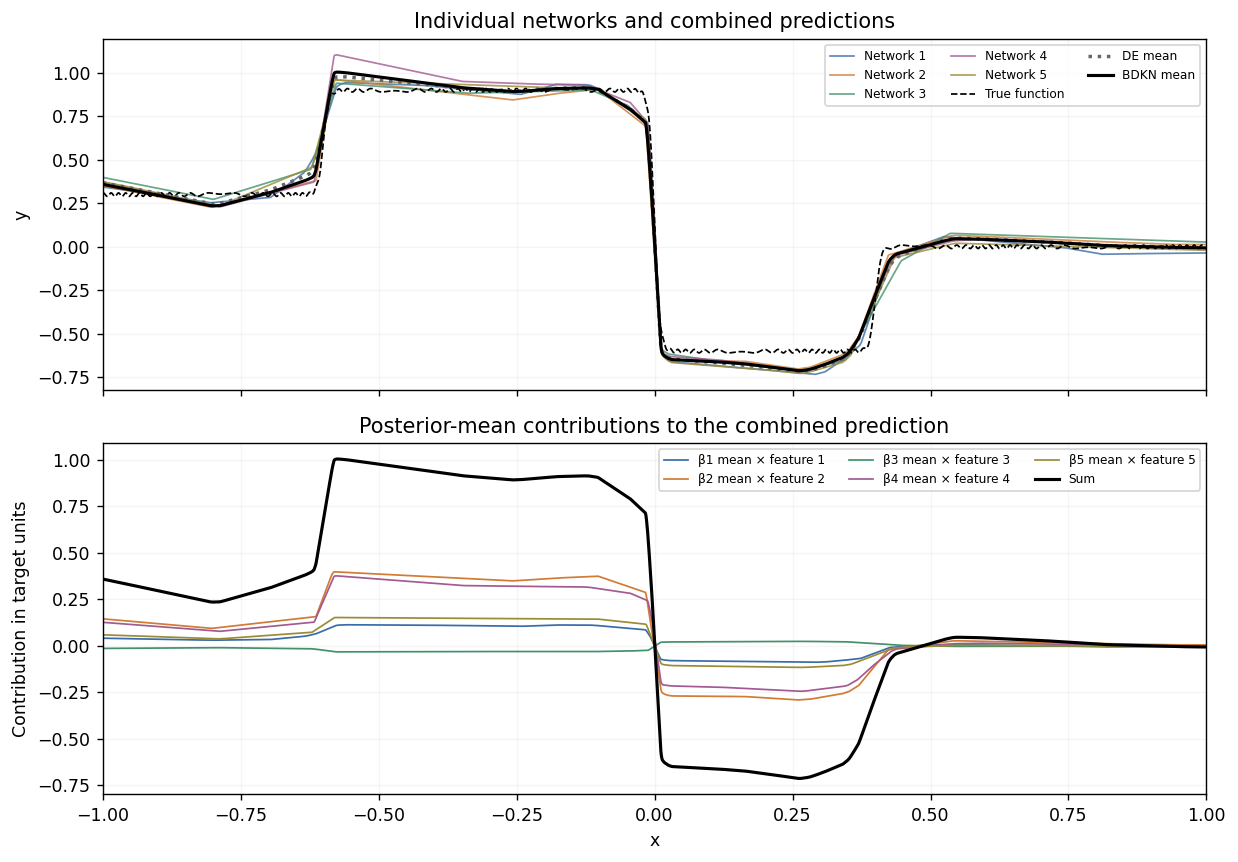 Individual networks and combined predictions
Network 1 Network 4 DE mean
Network 2 Network 5 BDKN mean
Network 3 True function
1.00
0.75
0.50
0.25
0.00
−0.25
−0.50
−0.75
y
Posterior-mean contributions to the combined prediction
β1 mean × feature 1 β3 mean × feature 3 β5 mean × feature 5
β2 mean × feature 2 β4 mean × feature 4 Sum
1.00
0.75
0.50
0.25
0.00
−0.25
−0.50
−0.75
Contribution in target units
−1.00 −0.75 −0.50 −0.25 0.00 0.25 0.50 0.75 1.00
x